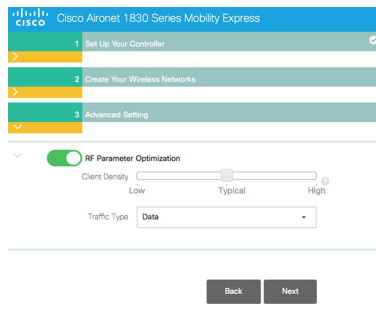 CISCO Cisco Aironet 1830 Series Mobility Express
1 Set Up Your Controller
2 Create Your Wireless Networks
3 Advanced Setting
RF Parameter Optimization
Client Density
Low Typical High
Traffic Type Data
Back Next